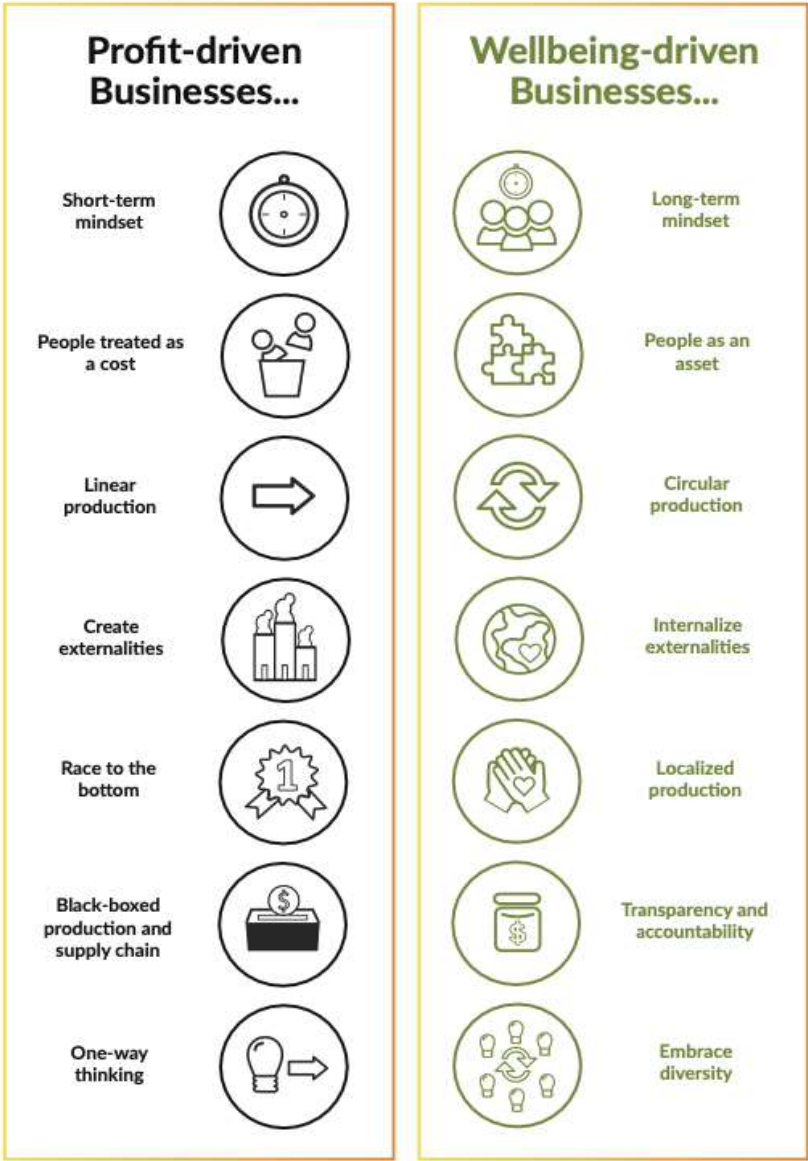 Profit-driven
Businesses...
Short-term
mindset
People treated as
a cost
Linear
production
Create
externalities
Race to the
bottom
1
Black-boxed
production and
supply chain
$
One-way
thinking
Wellbeing-driven
Businesses...
Long-term
mindset
People as an
asset
Circular
production
Internalize
externalities
Localized
production
$
Transparency and
accountability
Embrace
diversity